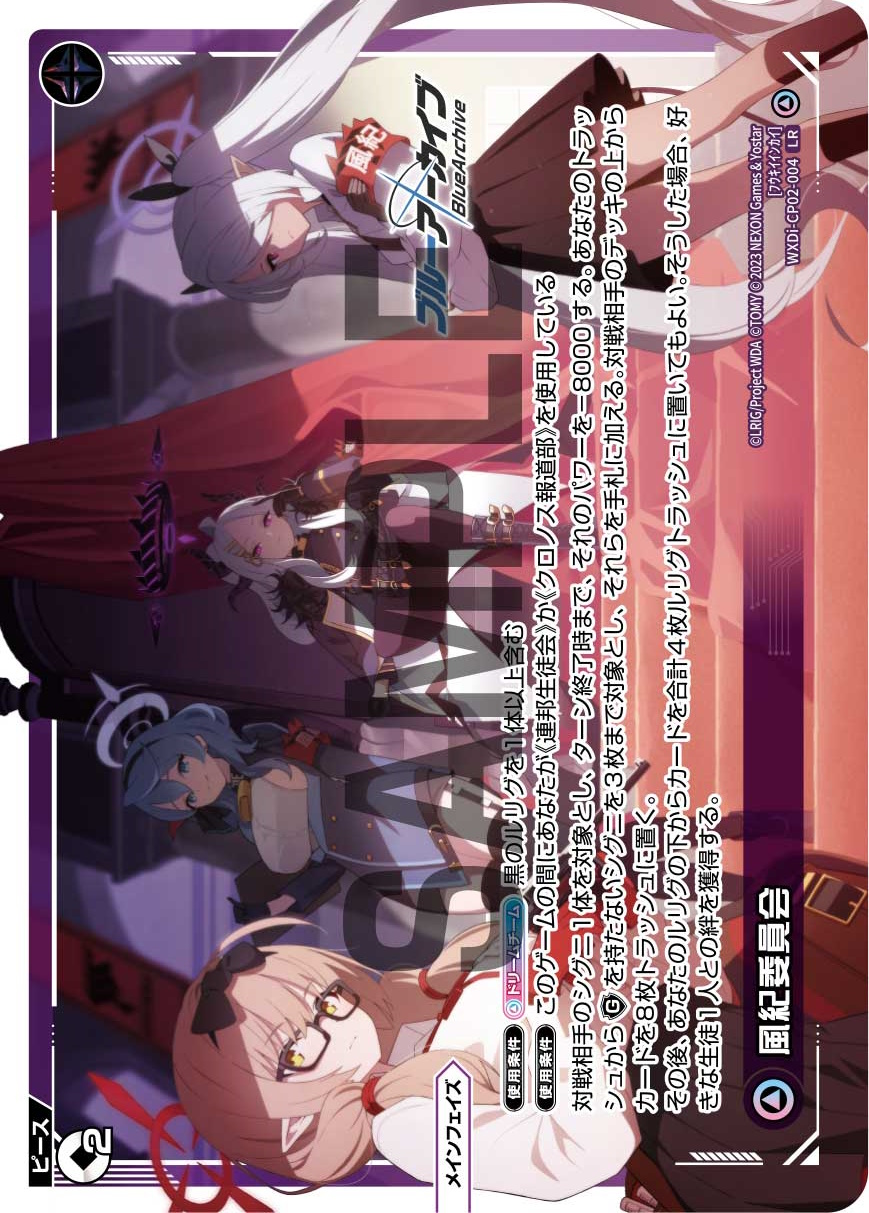 ピース
2
風紀
ブルーアーカイブ
BlueArchive
SAMPLE
メインフェイズ
使用条件 ドリームチーム 黒のルリグを1体以上含む
使用条件 このゲームの間にあなたが《連邦生徒会》か《クロノス報道部》を使用している
対戦相手のシグニ1体を対象とし、ターン終了時まで、それのパワーを－8000する。あなたのトラッ
シュから G を持たないシグニを3枚まで対象とし、それらを手札に加える。対戦相手のデッキの上から
カードを8枚トラッシュに置く。
その後、あなたのルリグの下からカードを合計4枚ルリグトラッシュに置いてもよい。そうした場合、好
きな生徒1人との絆を獲得する。
風紀委員会
©LRIG/Project WDA ©TOMY ©2023 NEXON Games & Yostar
[フウキイインカイ]
WXDi-CP02-004 LR